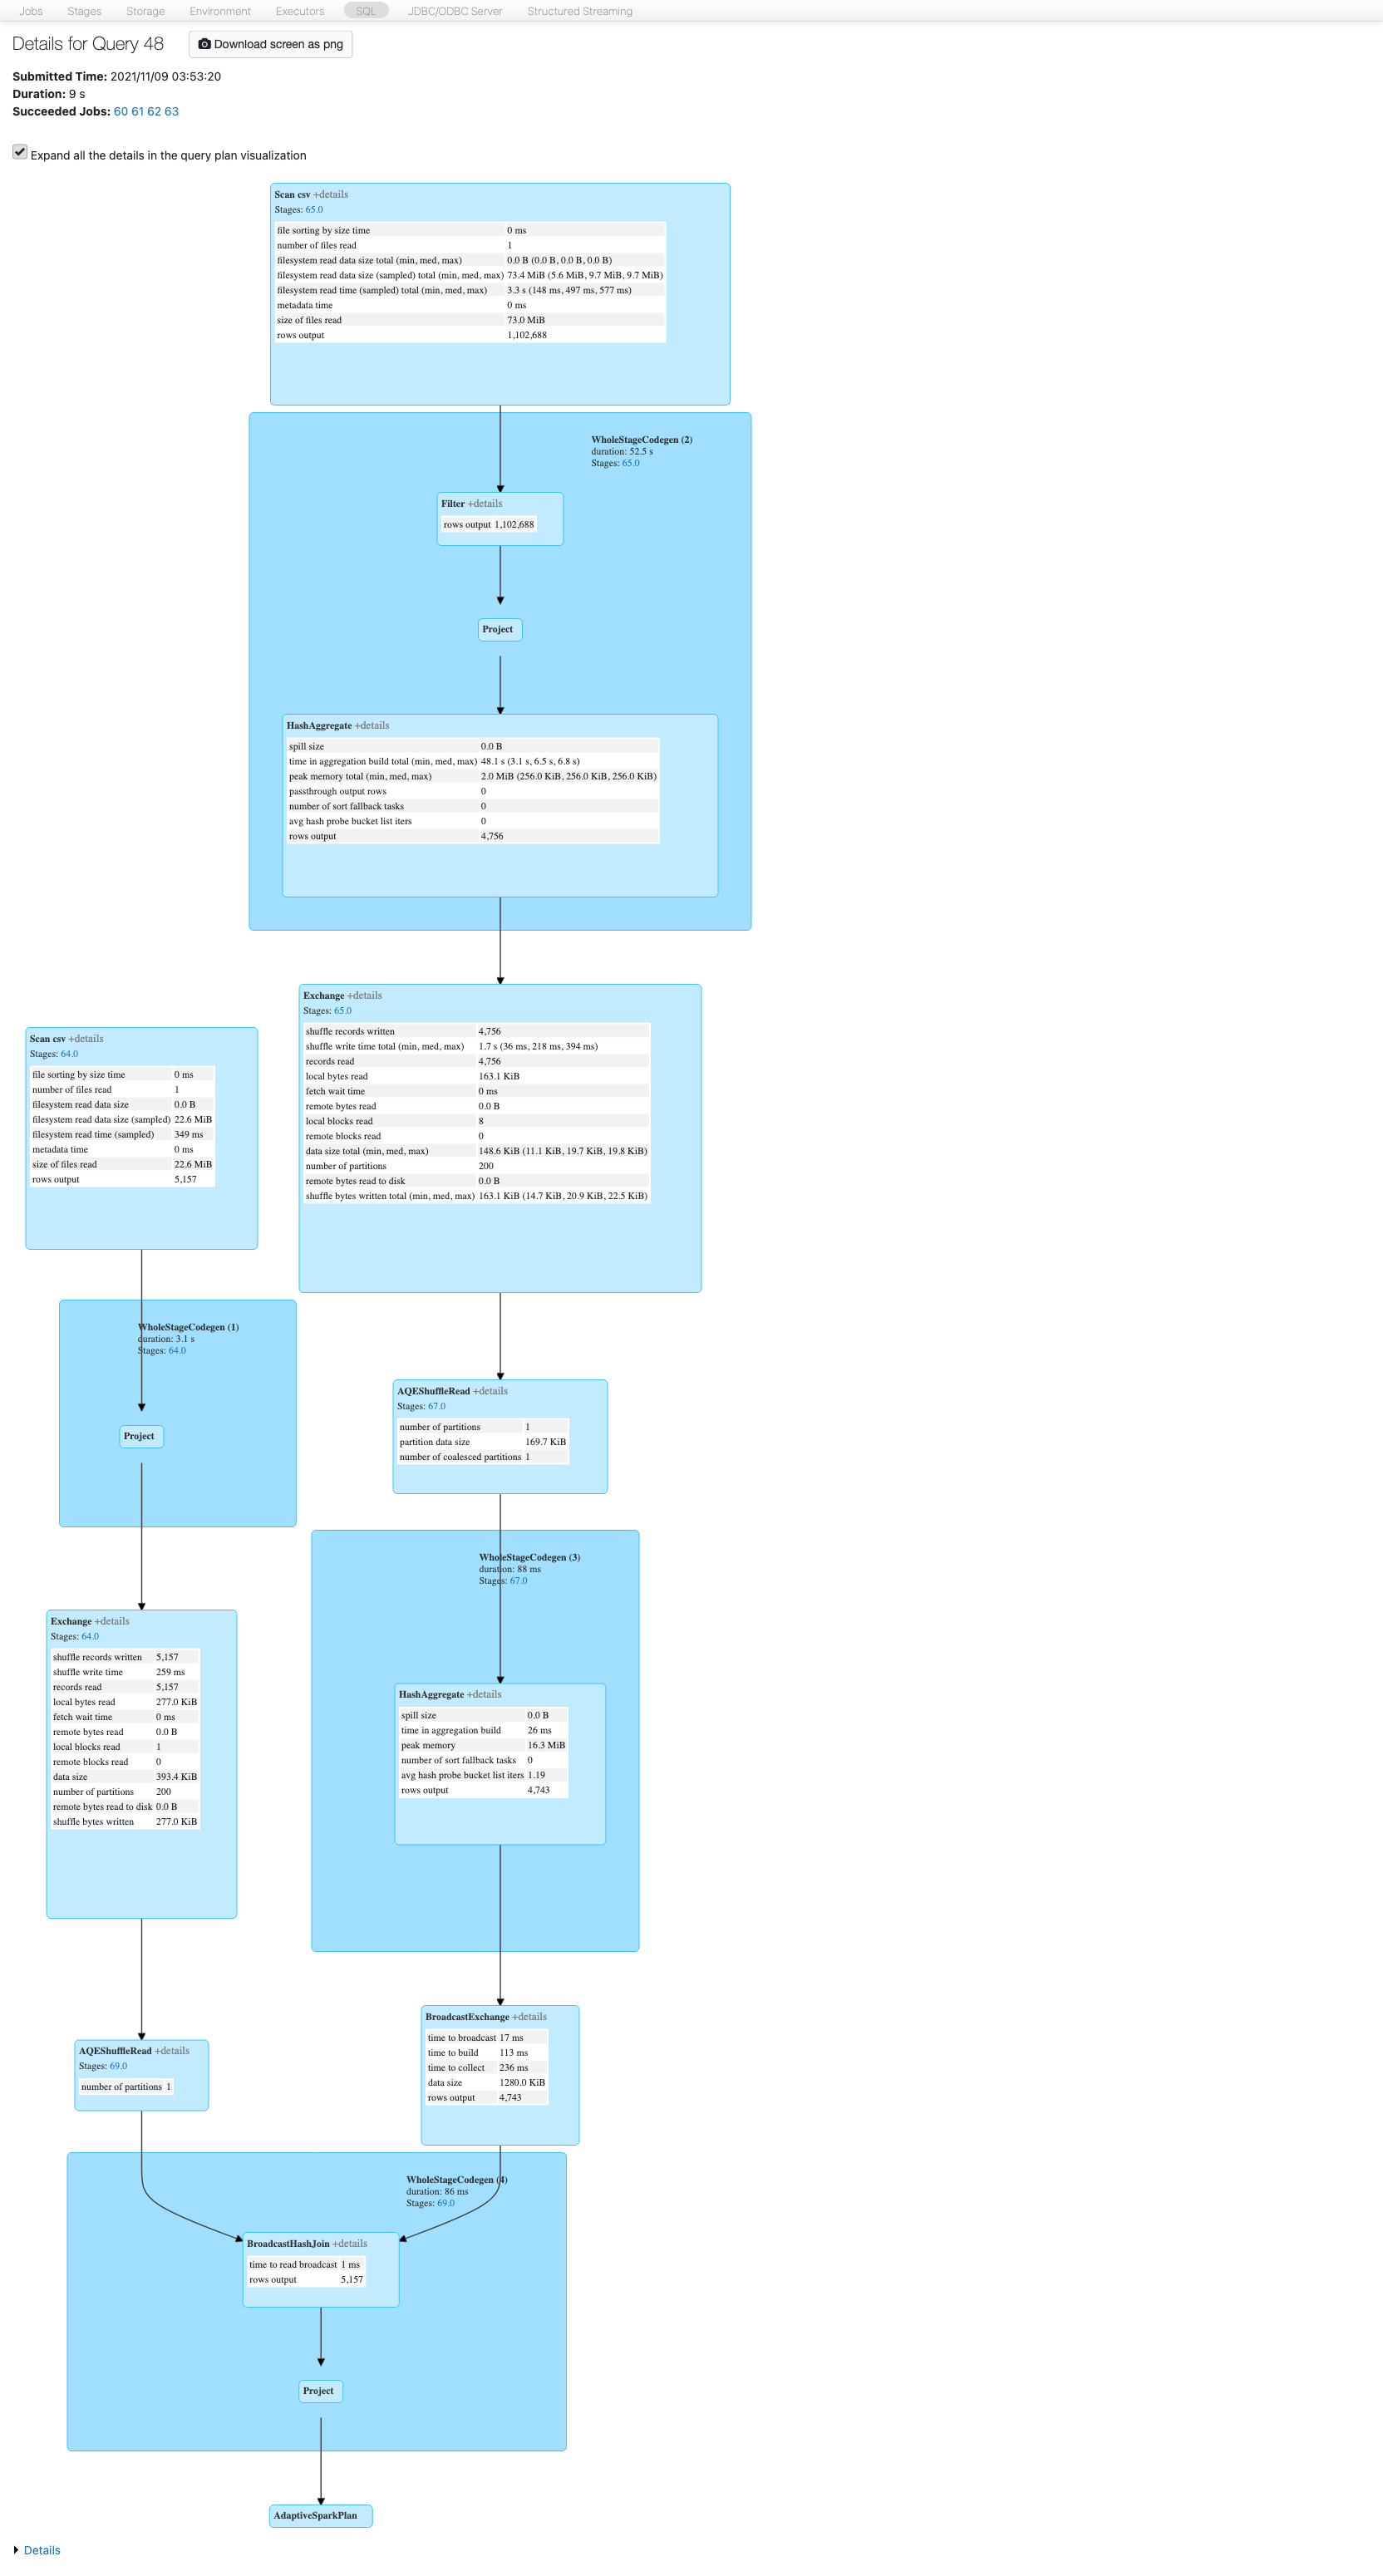 Jobs Stages Storage Environment Executors SQL JDBC/ODBC Server Structured Streaming
Details for Query 48
Download screen as png
Submitted Time: 2021/11/09 03:53:20
Duration: 9 s
Succeeded Jobs: 60 61 62 63
Expand all the details in the query plan visualization
Scan csv +details
Stages: 65.0
file sorting by size time 0 ms
number of files read 1
filesystem read data size total (min, med, max) 0.0 B (0.0 B, 0.0 B, 0.0 B)
filesystem read data size (sampled) total (min, med, max) 73.4 MiB (5.6 MiB, 9.7 MiB, 9.7 MiB)
filesystem read time (sampled) total (min, med, max) 3.3 s (148 ms, 497 ms, 577 ms)
metadata time 0 ms
size of files read 73.0 MiB
rows output 1,102,688
WholeStageCodegen (2)
duration: 52.5 s
Stages: 65.0
Filter +details
rows output 1,102,688
Project
HashAggregate +details
spill size 0.0 B
time in aggregation build total (min, med, max) 48.1 s (3.1 s, 6.5 s, 6.8 s)
peak memory total (min, med, max) 2.0 MiB (256.0 KiB, 256.0 KiB, 256.0 KiB)
passthrough output rows 0
number of sort fallback tasks 0
avg hash probe bucket list iters 0
rows output 4,756
Exchange +details
Stages: 65.0
shuffle records written 4,756
shuffle write time total (min, med, max) 1.7 s (36 ms, 218 ms, 394 ms)
records read 4,756
local bytes read 163.1 KiB
fetch wait time 0 ms
remote bytes read 0.0 B
local blocks read 8
remote blocks read 0
data size total (min, med, max) 148.6 KiB (11.1 KiB, 19.7 KiB, 19.8 KiB)
number of partitions 200
remote bytes read to disk 0.0 B
shuffle bytes written total (min, med, max) 163.1 KiB (14.7 KiB, 20.9 KiB, 22.5 KiB)
Scan csv +details
Stages: 64.0
file sorting by size time 0 ms
number of files read 1
filesystem read data size 0.0 B
filesystem read data size (sampled) 22.6 MiB
filesystem read time (sampled) 349 ms
metadata time 0 ms
size of files read 22.6 MiB
rows output 5,157
WholeStageCodegen (1)
duration: 3.1 s
Stages: 64.0
Project
AQEShuffleRead +details
Stages: 67.0
number of partitions 1
partition data size 169.7 KiB
number of coalesced partitions 1
WholeStageCodegen (3)
duration: 88 ms
Stages: 67.0
HashAggregate +details
spill size 0.0 B
time in aggregation build 26 ms
peak memory 16.3 MiB
number of sort fallback tasks 0
avg hash probe bucket list iters 1.19
rows output 4,743
Exchange +details
Stages: 64.0
shuffle records written 5,157
shuffle write time 259 ms
records read 5,157
local bytes read 277.0 KiB
fetch wait time 0 ms
remote bytes read 0.0 B
local blocks read 1
remote blocks read 0
data size 393.4 KiB
number of partitions 200
remote bytes read to disk 0.0 B
shuffle bytes written 277.0 KiB
BroadcastExchange +details
time to broadcast 17 ms
time to build 113 ms
time to collect 236 ms
data size 1280.0 KiB
rows output 4,743
AQEShuffleRead +details
Stages: 69.0
number of partitions 1
WholeStageCodegen (4)
duration: 86 ms
Stages: 69.0
BroadcastHashJoin +details
time to read broadcast 1 ms
rows output 5,157
Project
AdaptiveSparkPlan
Details